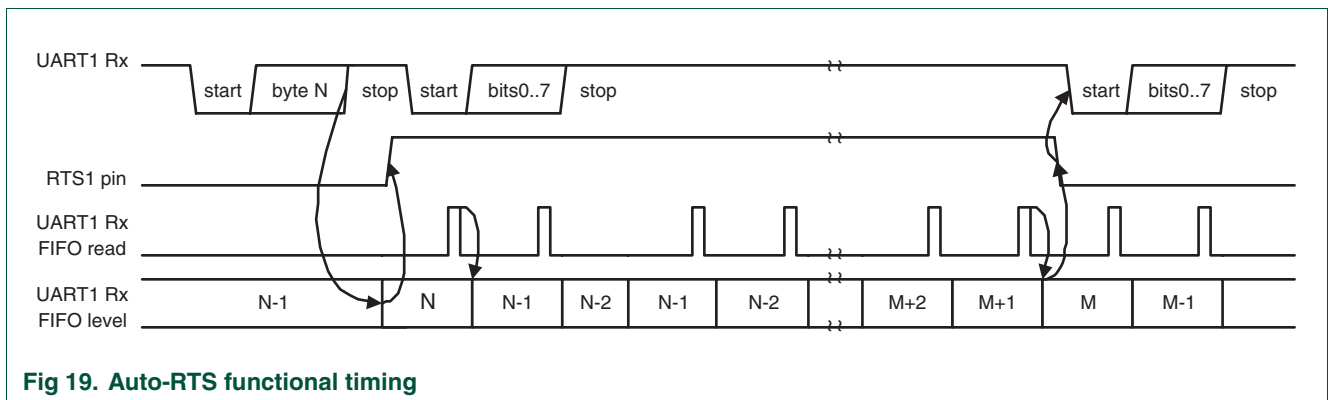 UART1 Rx
start byte N stop start bits0..7 stop start bits0..7 stop
RTS1 pin
UART1 Rx
FIFO read
UART1 Rx
FIFO level
N-1 N N-1 N-2 N-1 N-2 M+2 M+1 M M-1
Fig 19. Auto-RTS functional timing